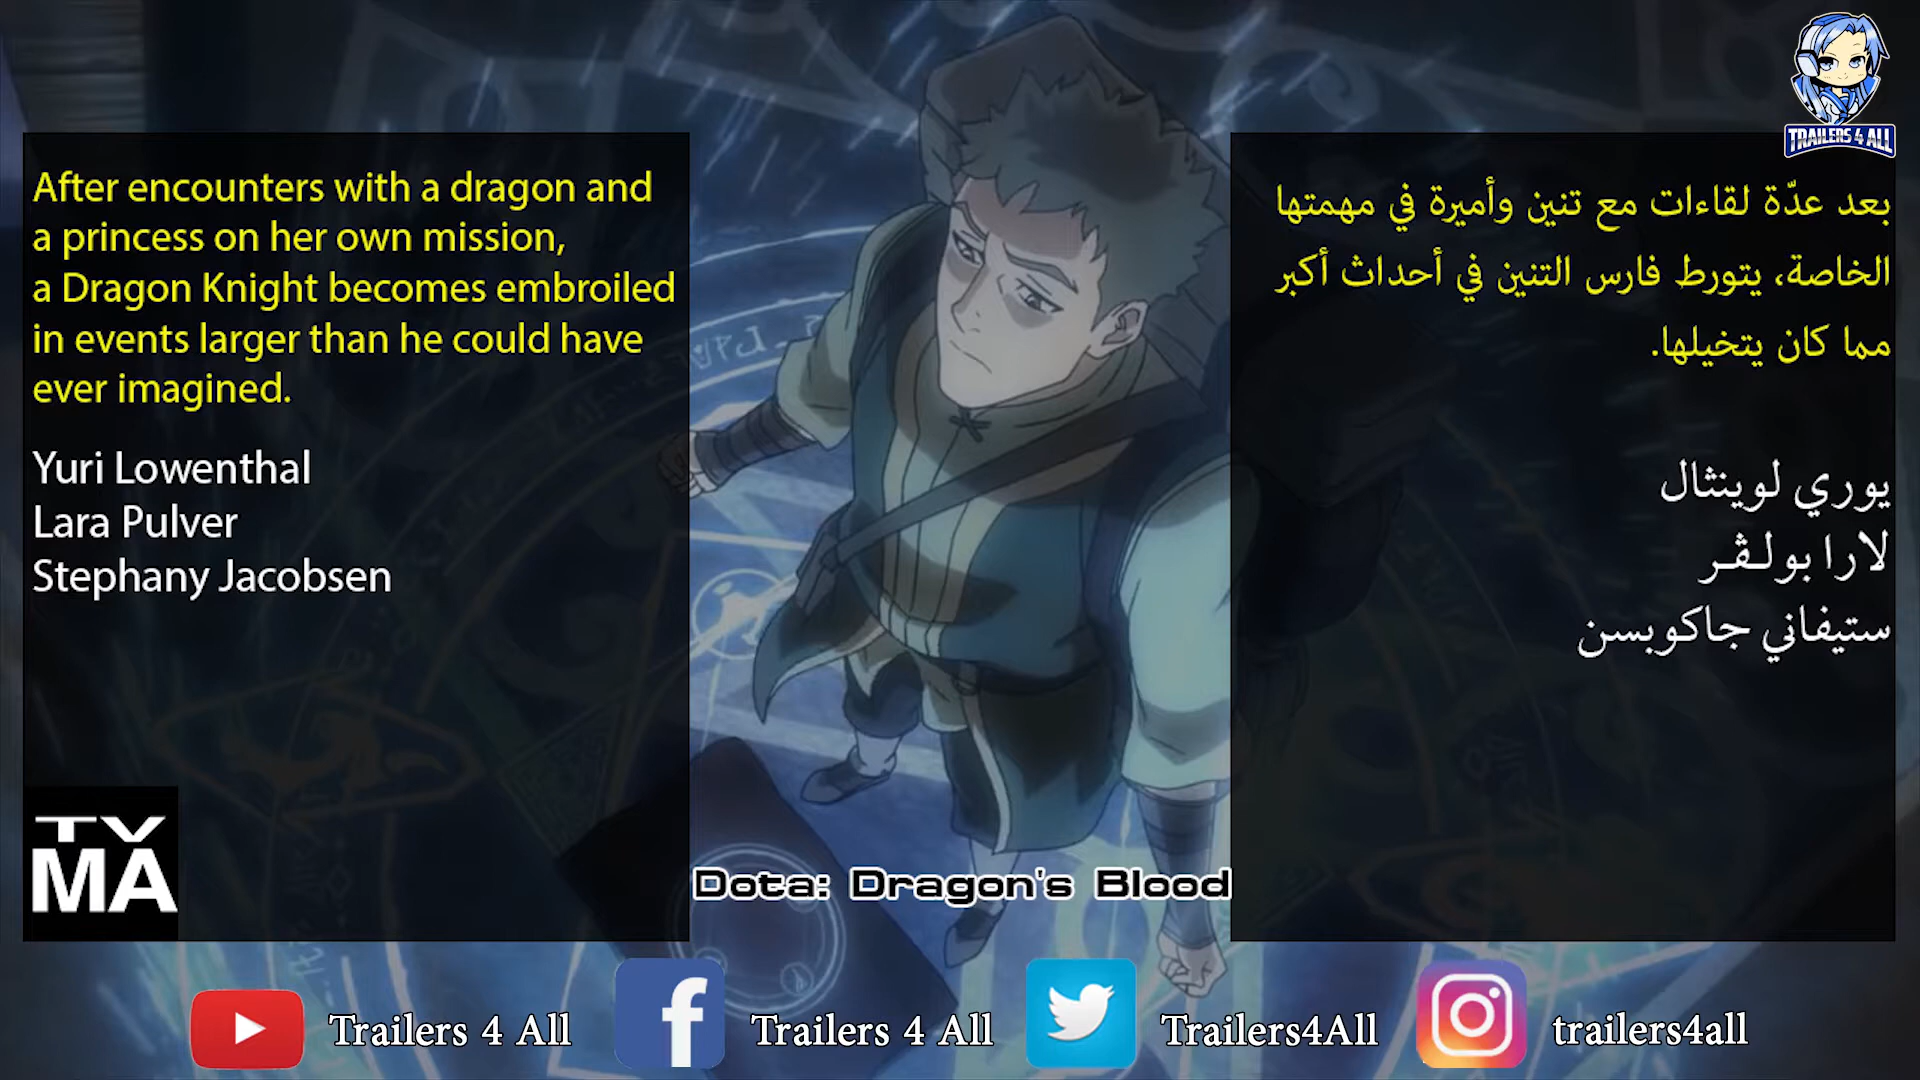 TRAILERS 4 ALL
After encounters with a dragon and
a princess on her own mission,
a Dragon Knight becomes embroiled
in events larger than he could have
ever imagined.
Yuri Lowenthal
Lara Pulver
Stephany Jacobsen
TV
MA
بعد عدّة لقاءات مع تنين وأميرة في مهمتها
الخاصة، يتورط فارس التنين في أحداث أكبر
مما كان يتخيلها.
يوري لوينثال
لارا بولـڤـر
ستيفاني جاكوبسن
Dota: Dragon's Blood
Trailers 4 All
Trailers 4 All
Trailers4All
trailers4all